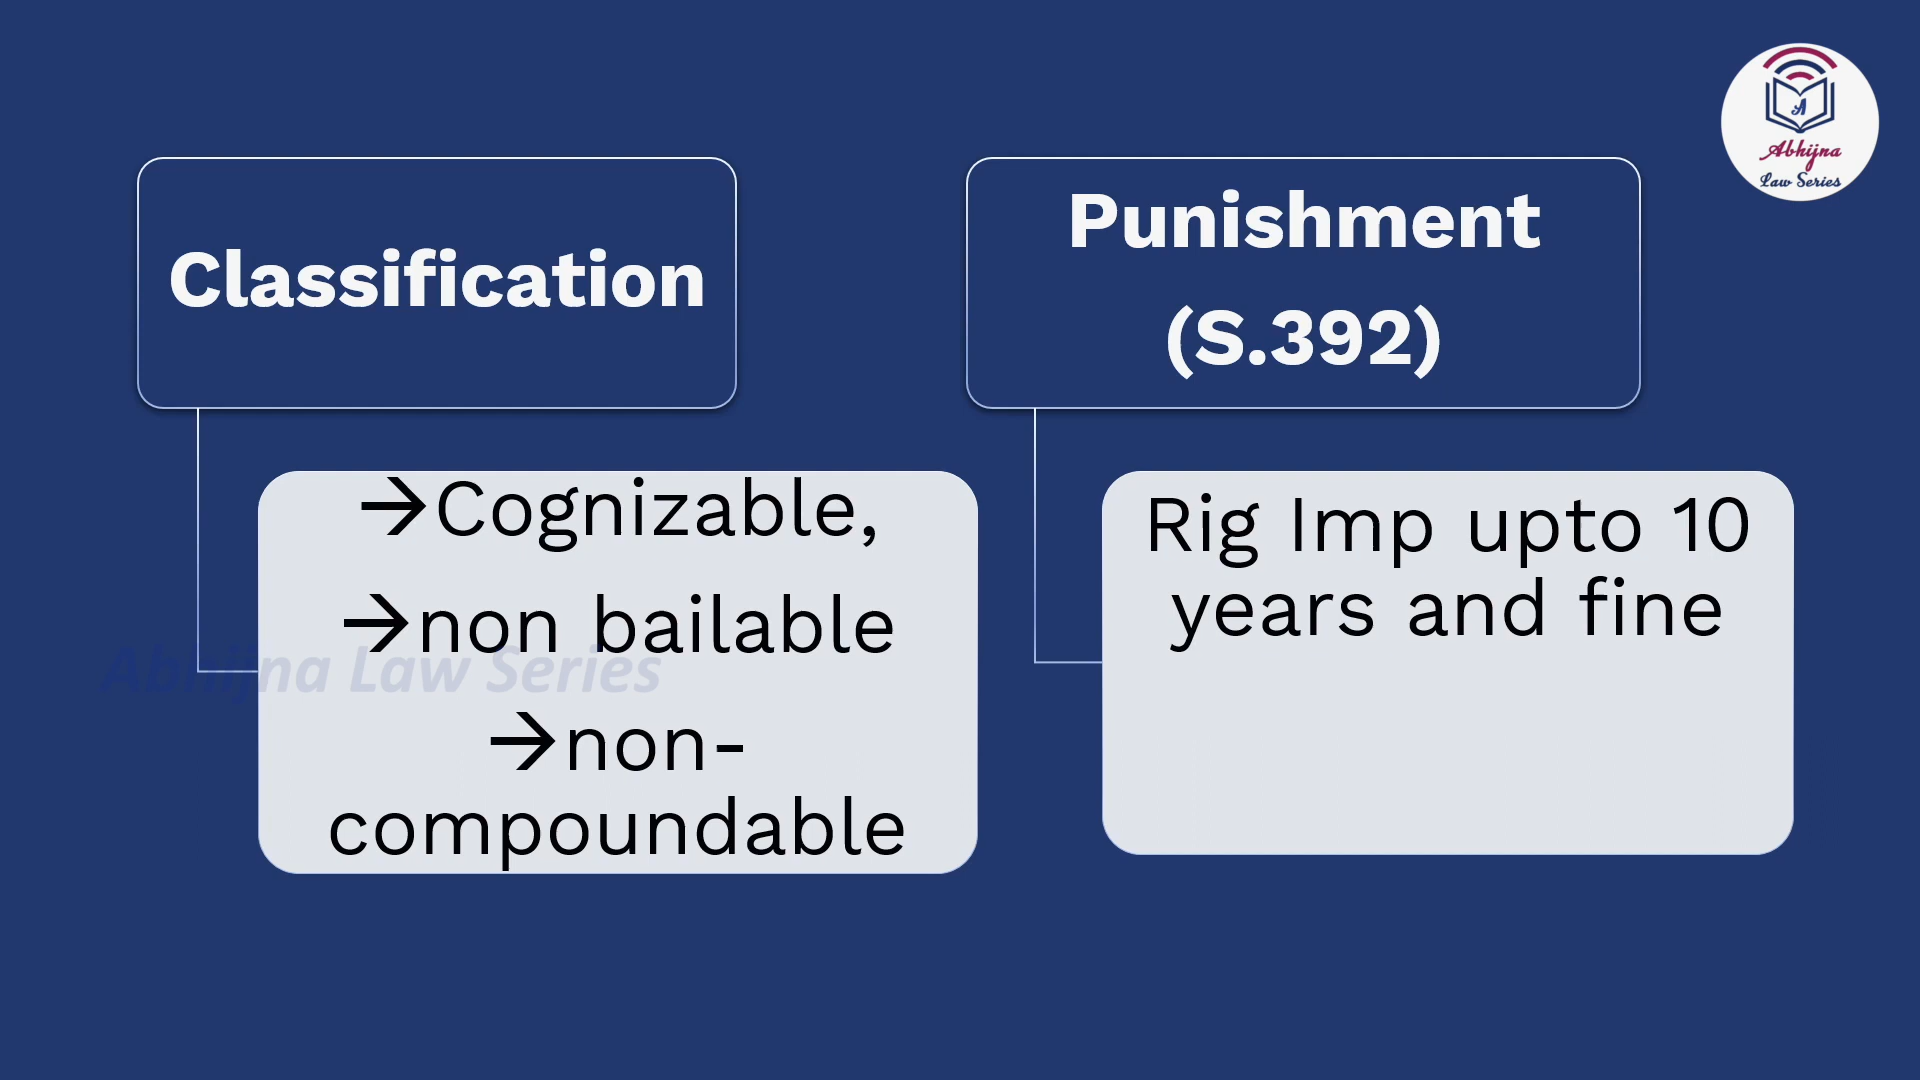 Classification
→Cognizable,
→non bailable
→non-
compoundable
Punishment
(S.392)
Rig Imp upto 10
years and fine
Abhijna Law Series
A
Abhijna
Law Series